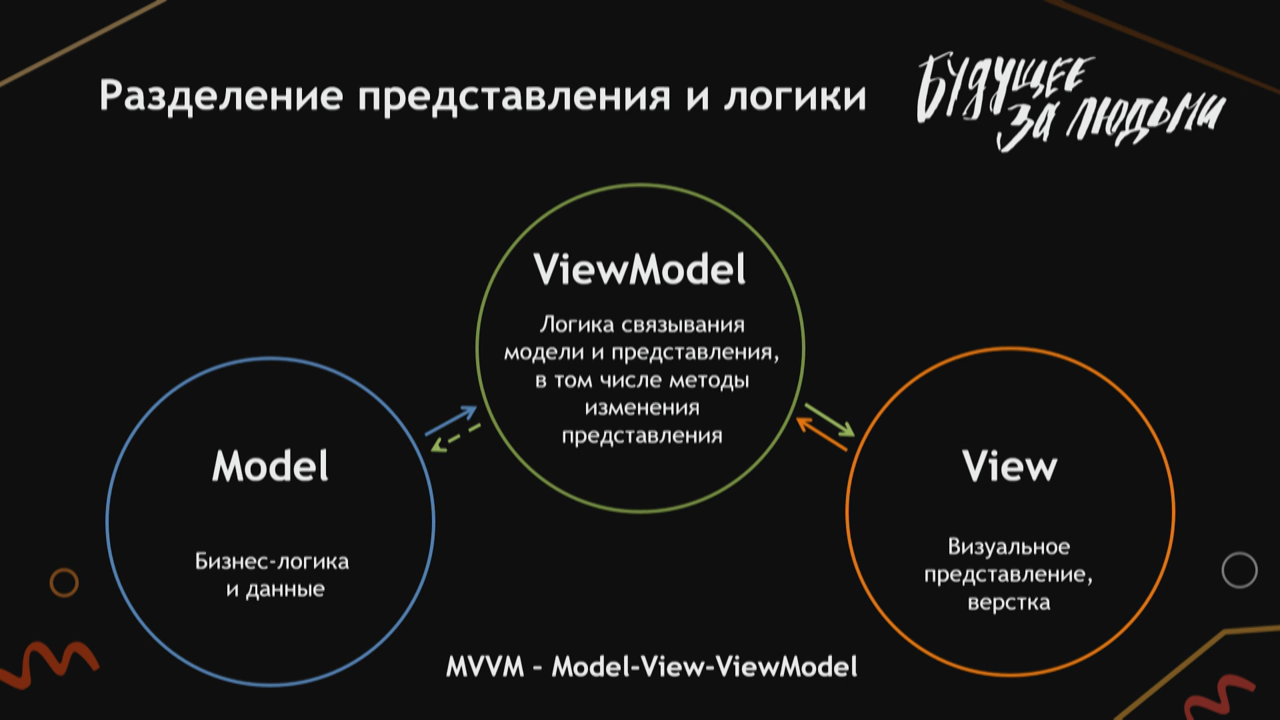 Разделение представления и логики
Будущее
за людьми
ViewModel
Логика связывания
модели и представления,
в том числе методы
изменения
представления
Model
Бизнес-логика
и данные
View
Визуальное
представление,
верстка
MVVM - Model-View-ViewModel